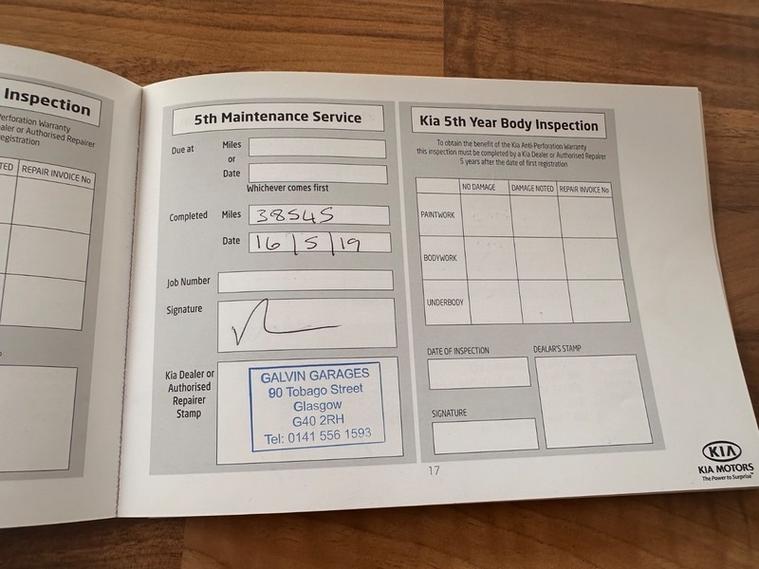 Inspection
Perforation Warranty
ealer or Authorised Repairer
registration
TED REPAIR INVOICE No
5th Maintenance Service
Due at Miles
or
Date
Whichever comes first
Completed Miles 38545
Date 16/5/19
Job Number
Signature
Kia Dealer or
Authorised
Repairer
Stamp
GALVIN GARAGES
90 Tobago Street
Glasgow
G40 2RH
Tel: 0141 556 1593
Kia 5th Year Body Inspection
To obtain the benefit of the Kia Anti-Perforation Warranty
this inspection must be completed by a Kia Dealer or Authorised Repairer
5 years after the date of first registration
NO DAMAGE DAMAGE NOTED REPAIR INVOICE No
PAINTWORK
BODYWORK
UNDERBODY
DATE OF INSPECTION DEALAR'S STAMP
SIGNATURE
17
KIA
KIA MOTORS
The Power to Surprise™